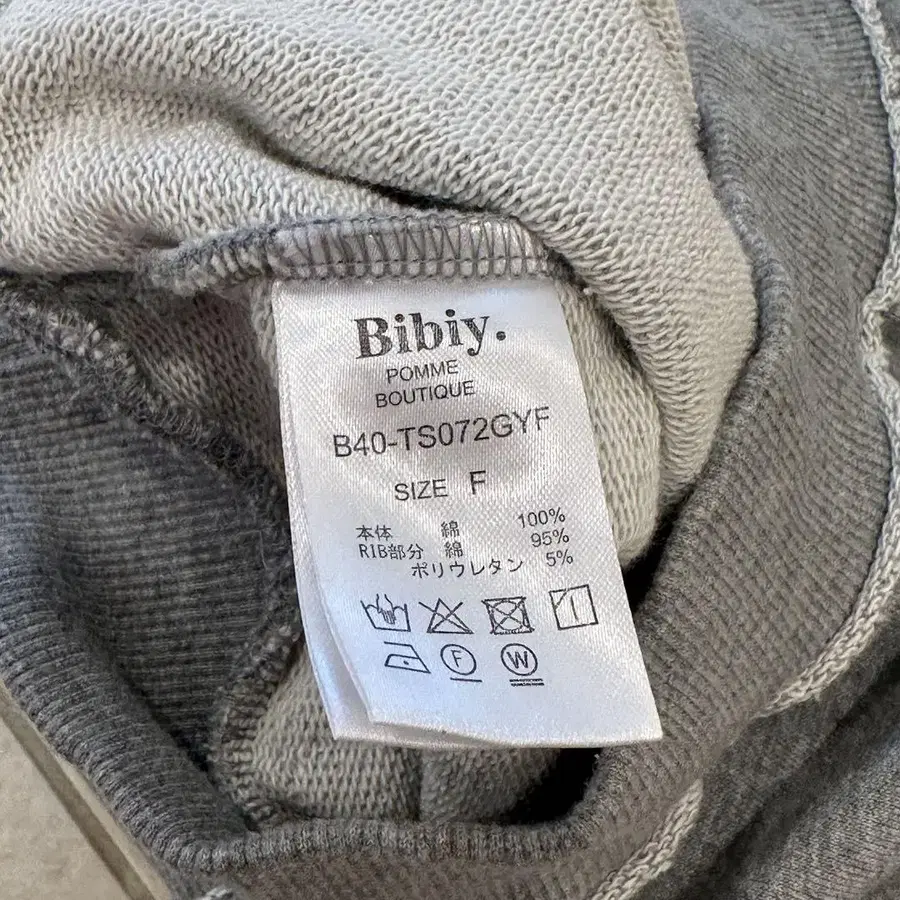 Bibiy.
POMME
BOUTIQUE
B40-TS072GYF
SIZE F
本体 綿 100%
RIB部分 綿 95%
ポリウレタン 5%
F W